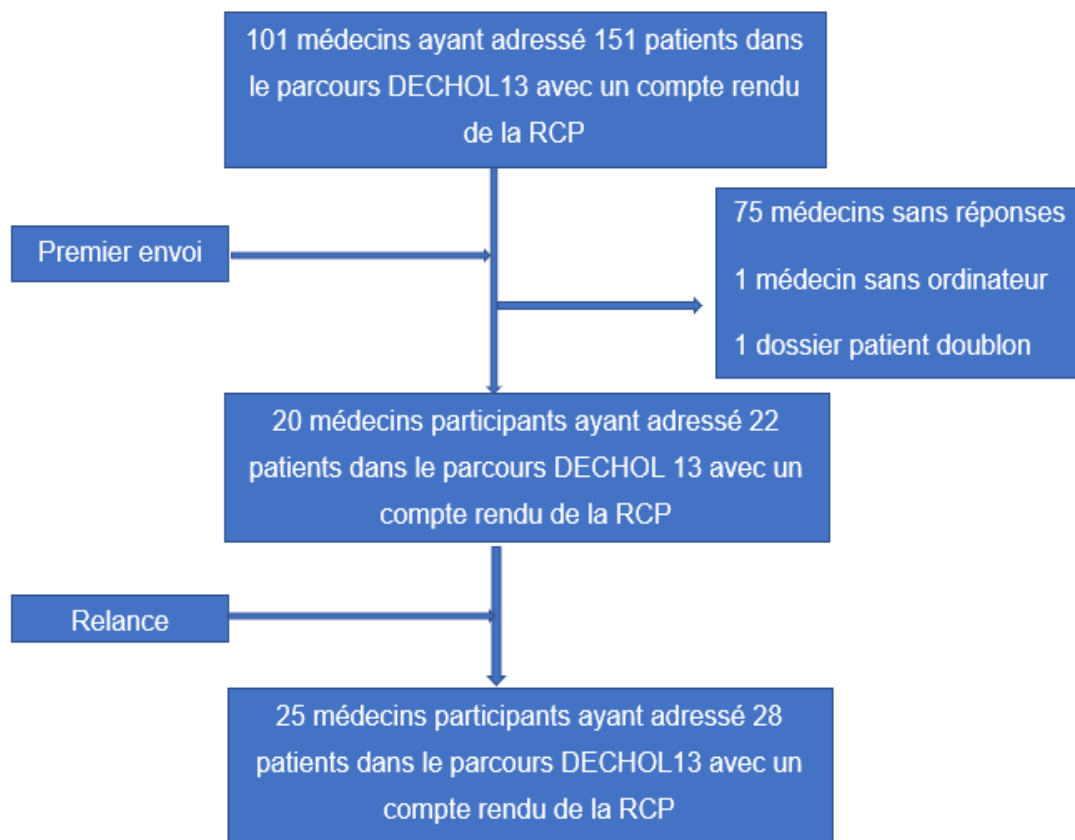 101 médecins ayant adressé 151 patients dans
le parcours DECHOL13 avec un compte rendu
de la RCP
Premier envoi
75 médecins sans réponses
1 médecin sans ordinateur
1 dossier patient doublon
20 médecins participants ayant adressé 22
patients dans le parcours DECHOL 13 avec un
compte rendu de la RCP
Relance
25 médecins participants ayant adressé 28
patients dans le parcours DECHOL13 avec un
compte rendu de la RCP